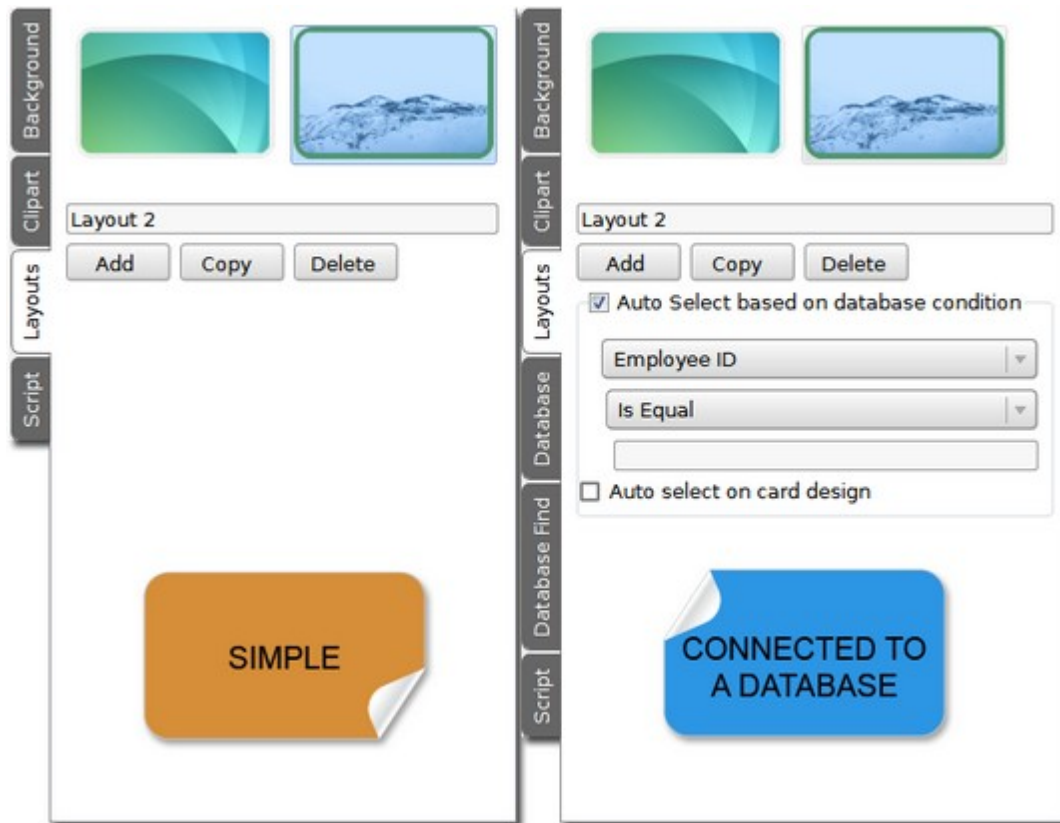 Background
Clipart
Layouts
Script
Layout 2
Add Copy Delete
SIMPLE
Background
Clipart
Layouts
Database
Database Find
Script
Layout 2
Add Copy Delete
Auto Select based on database condition
Employee ID
Is Equal
Auto select on card design
CONNECTED TO
A DATABASE